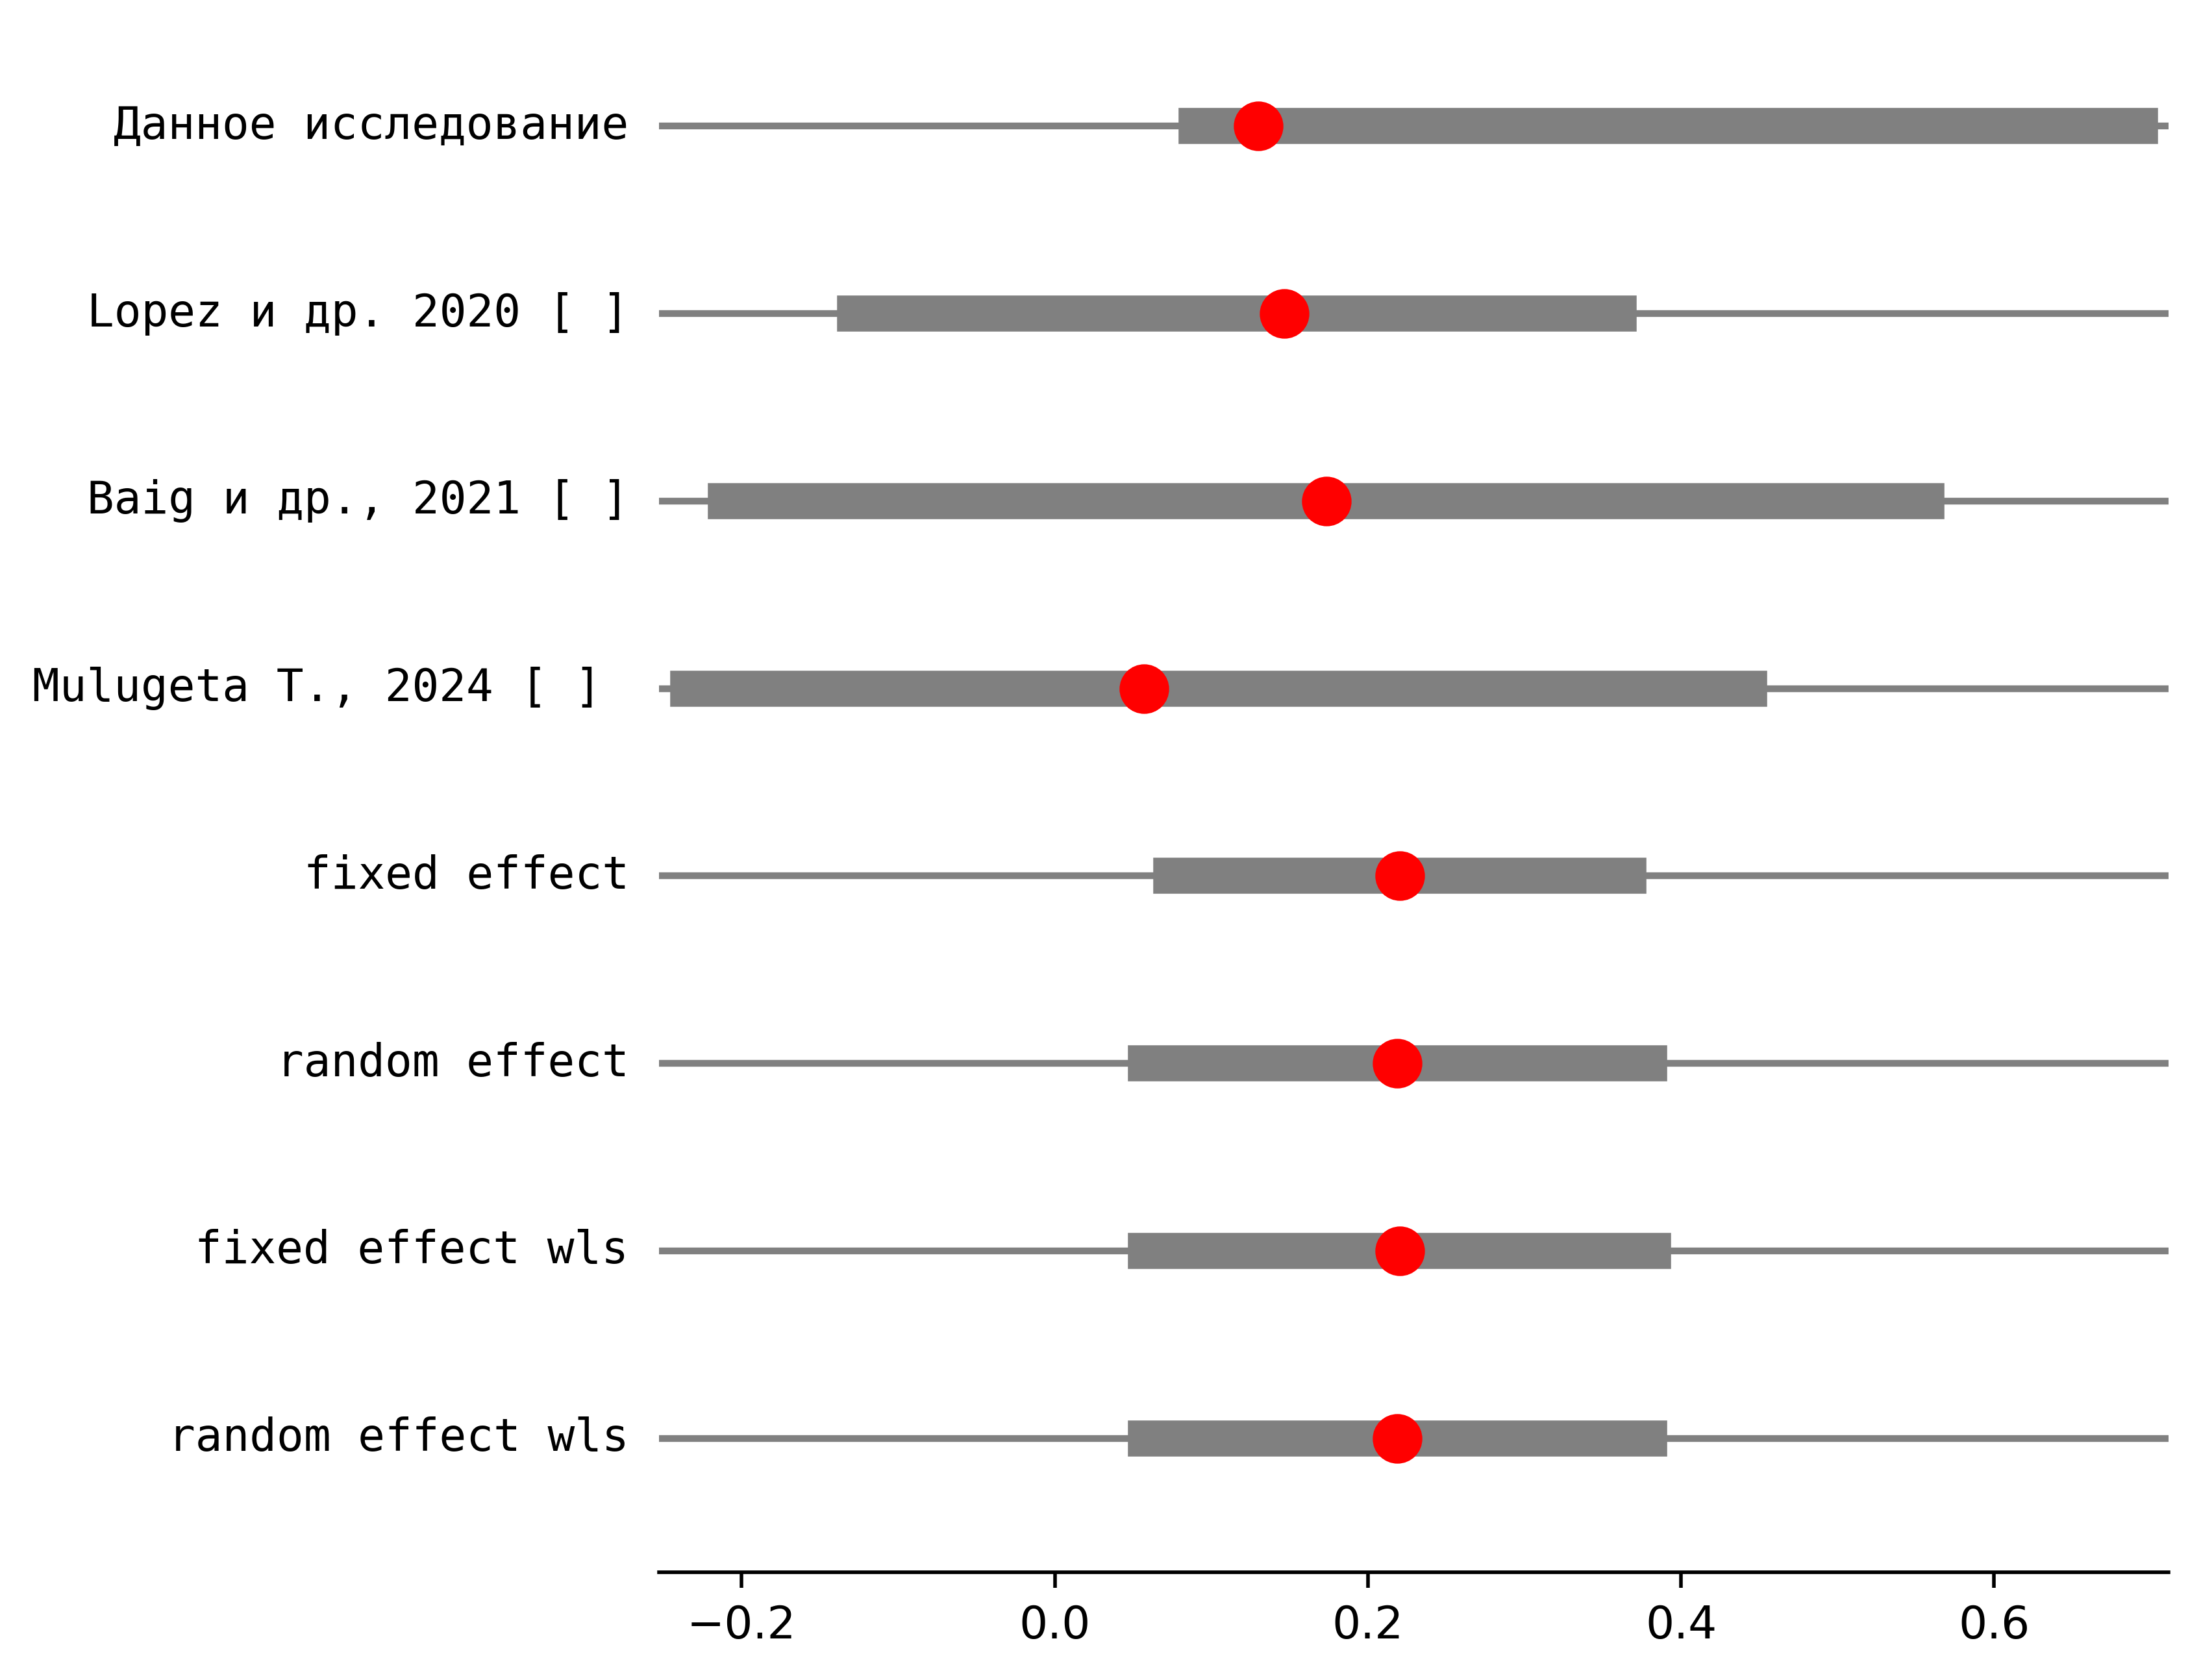 Данное исследование
Lopez и др. 2020 [ ]
Baig и др., 2021 [ ]
Mulugeta T., 2024 [ ]
fixed effect
random effect
fixed effect wls
random effect wls
−0.2 0.0 0.2 0.4 0.6